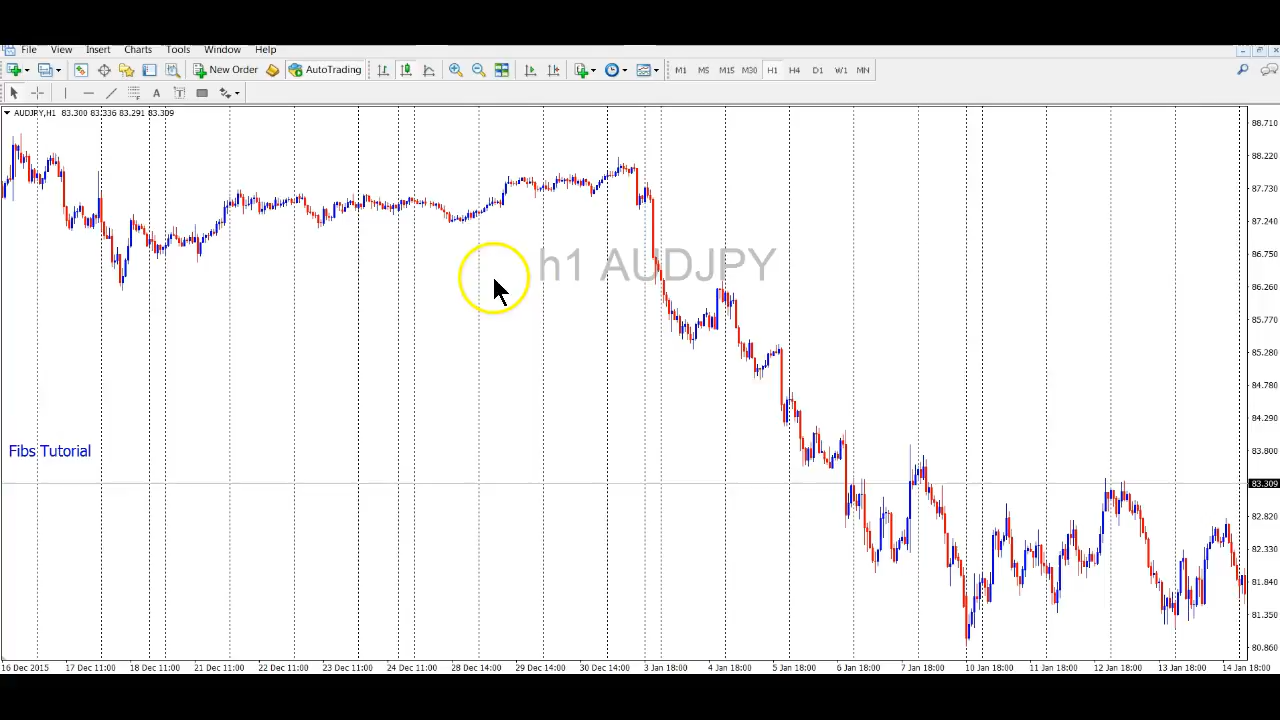 File View Insert Charts Tools Window Help
New Order AutoTrading M1 M5 M15 M30 H1 H4 D1 W1 MN
A T
AUDJPY,H1 83.300 83.336 83.291 83.309
88.710
88.220
87.730
87.240
h1 AUDJPY
86.750
86.260
85.770
85.280
84.780
84.290
Fibs Tutorial
83.800
83.309
82.820
82.330
81.840
81.350
80.860
16 Dec 2015 17 Dec 11:00 18 Dec 11:00 21 Dec 11:00 22 Dec 11:00 23 Dec 11:00 24 Dec 11:00 28 Dec 14:00 29 Dec 14:00 30 Dec 14:00 3 Jan 18:00 4 Jan 18:00 5 Jan 18:00 6 Jan 18:00 7 Jan 18:00 10 Jan 18:00 11 Jan 18:00 12 Jan 18:00 13 Jan 18:00 14 Jan 18:00